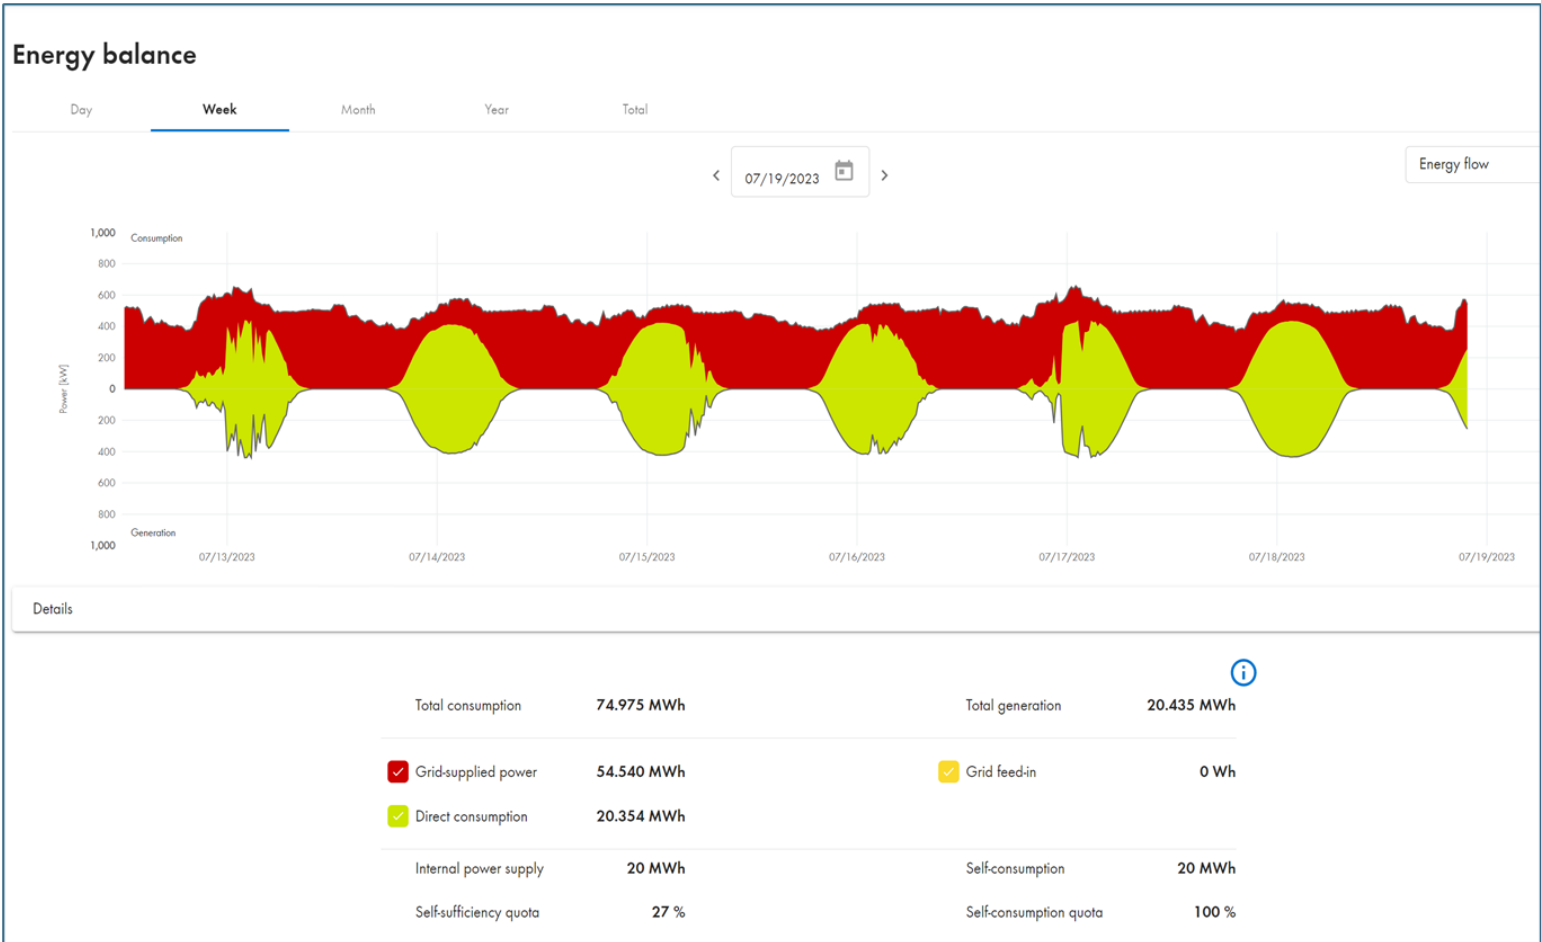 Energy balance
Day Week Month Year Total
07/19/2023
Energy flow
1,000 Consumption
800
600
400
200
0
Power [kW]
200
400
600
800
Generation
1,000
07/13/2023 07/14/2023 07/15/2023 07/16/2023 07/17/2023 07/18/2023 07/19/2023
Details
Total consumption 74.975 MWh Total generation 20.435 MWh
Grid-supplied power 54.540 MWh Grid feed-in 0 Wh
Direct consumption 20.354 MWh
Internal power supply 20 MWh Self-consumption 20 MWh
Self-sufficiency quota 27 % Self-consumption quota 100 %